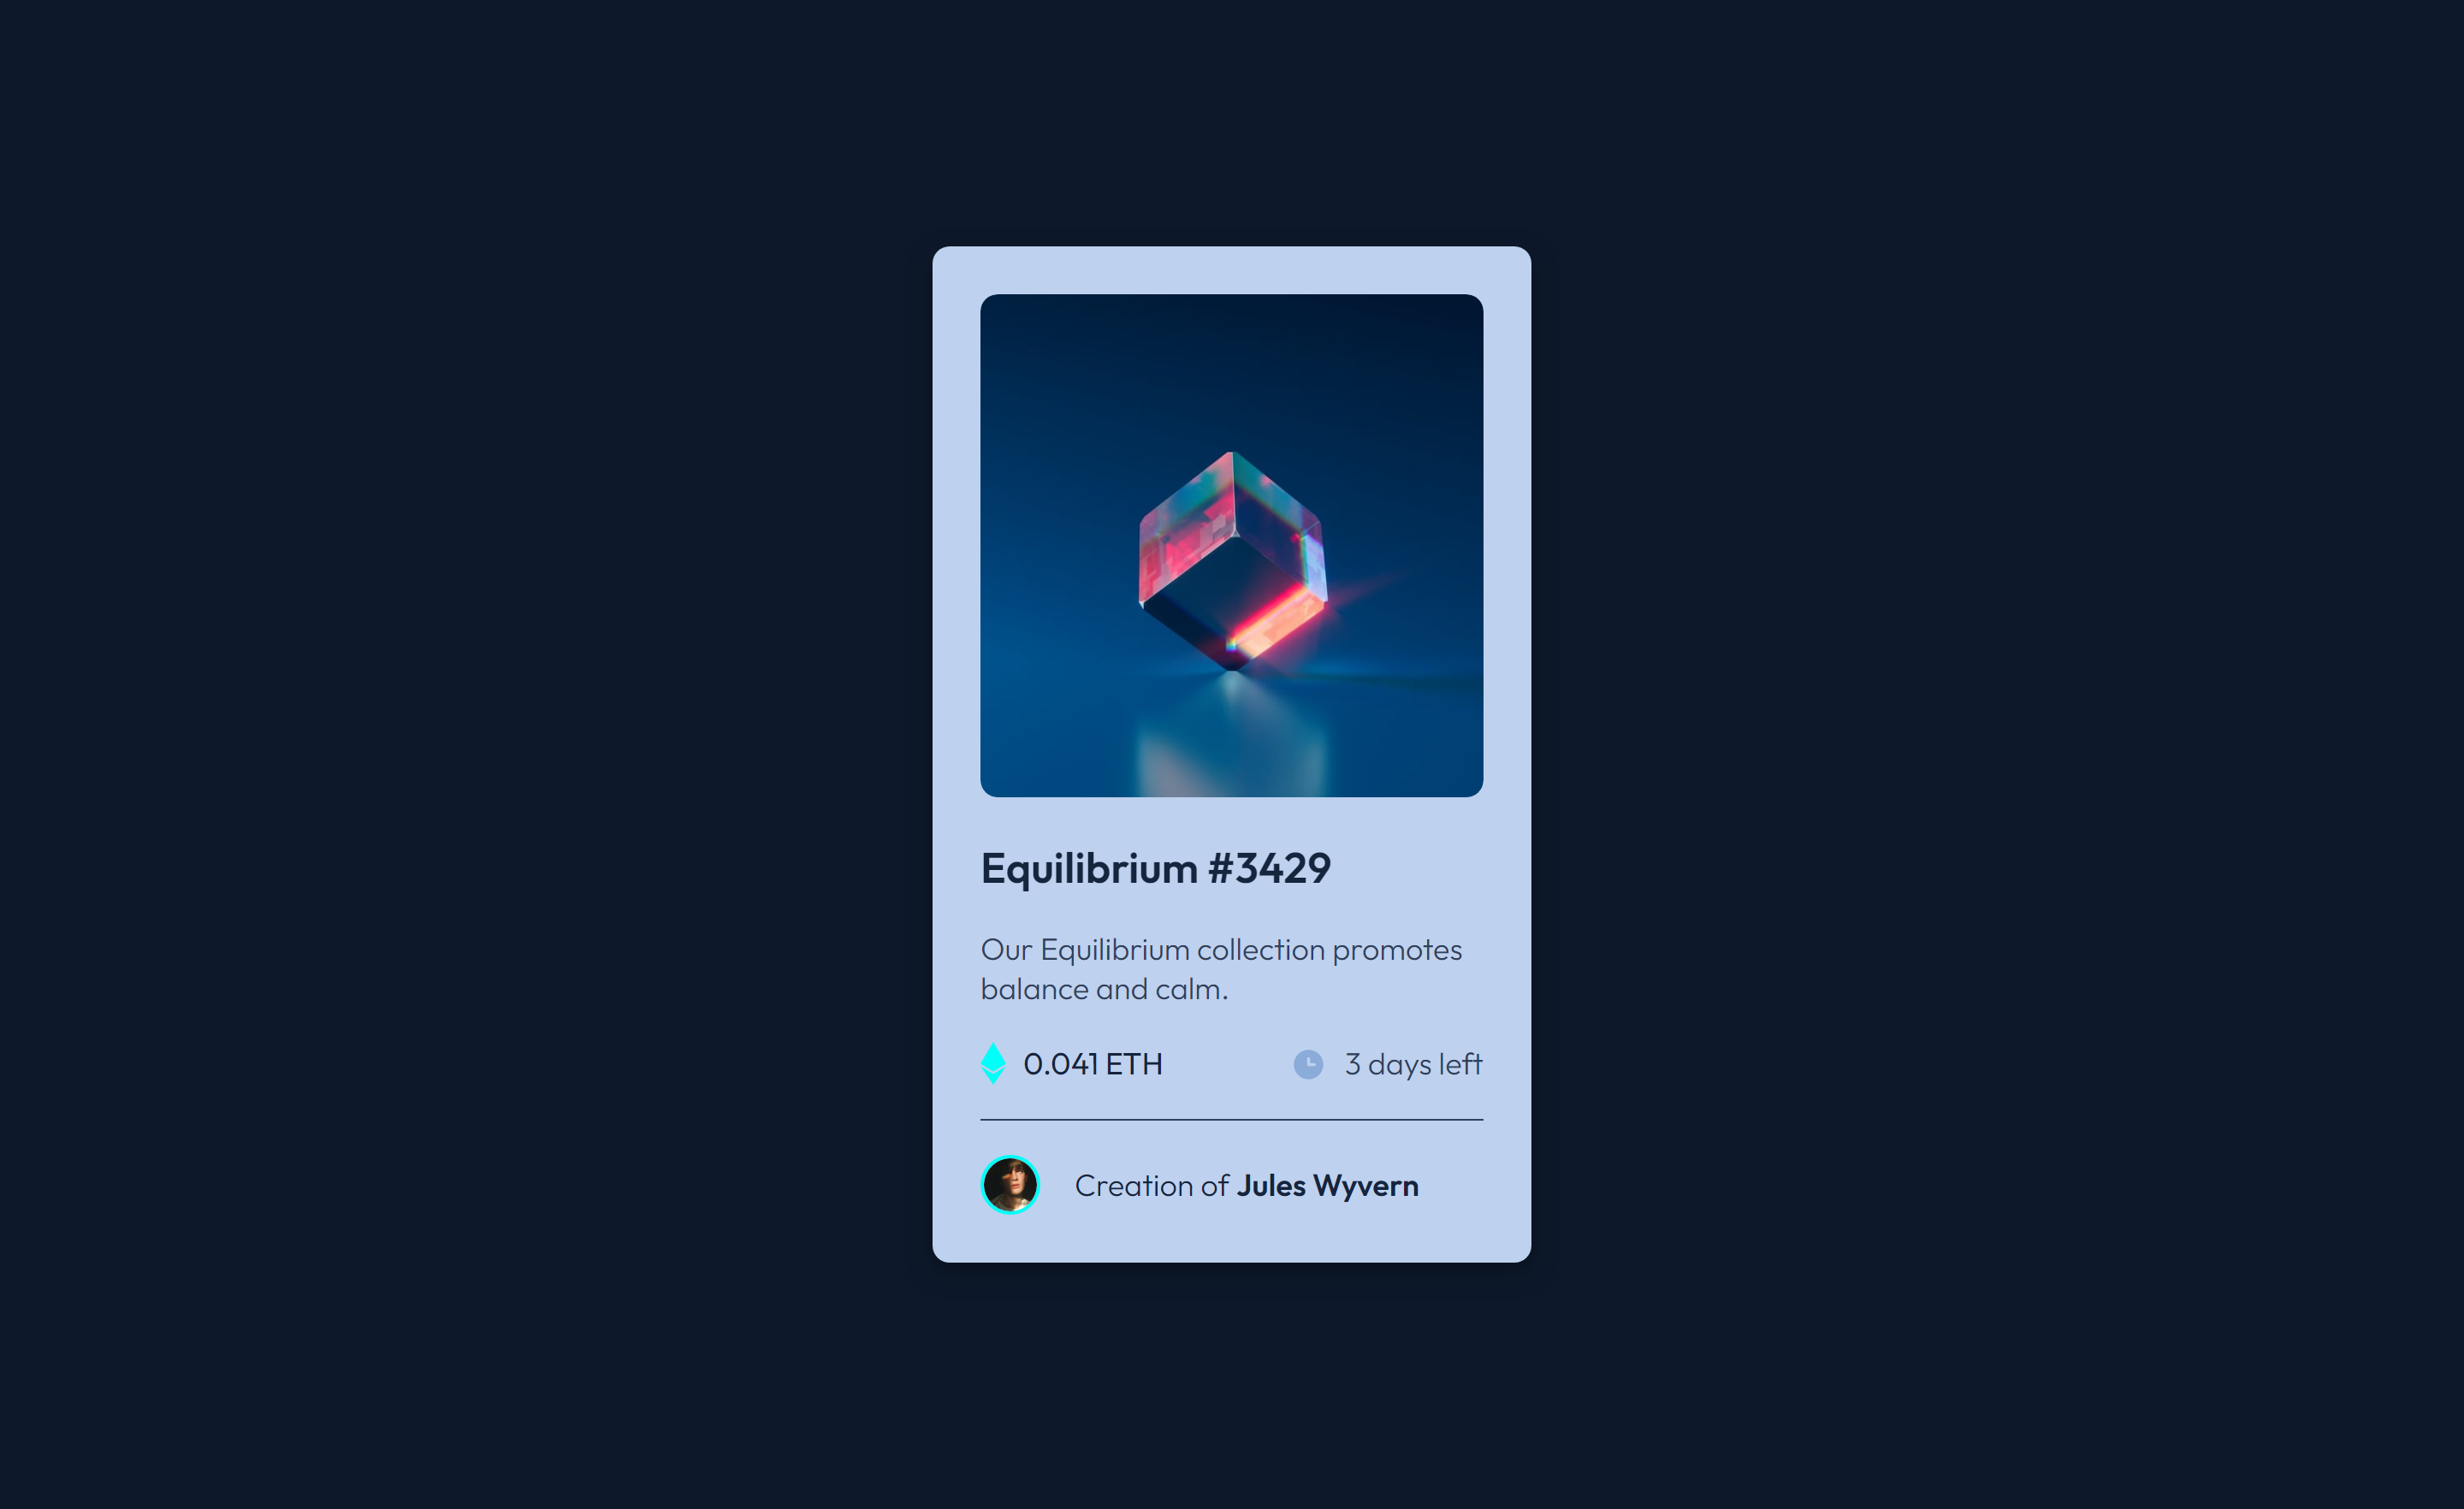 Equilibrium #3429
Our Equilibrium collection promotes
balance and calm.
0.041 ETH
3 days left
Creation of Jules Wyvern